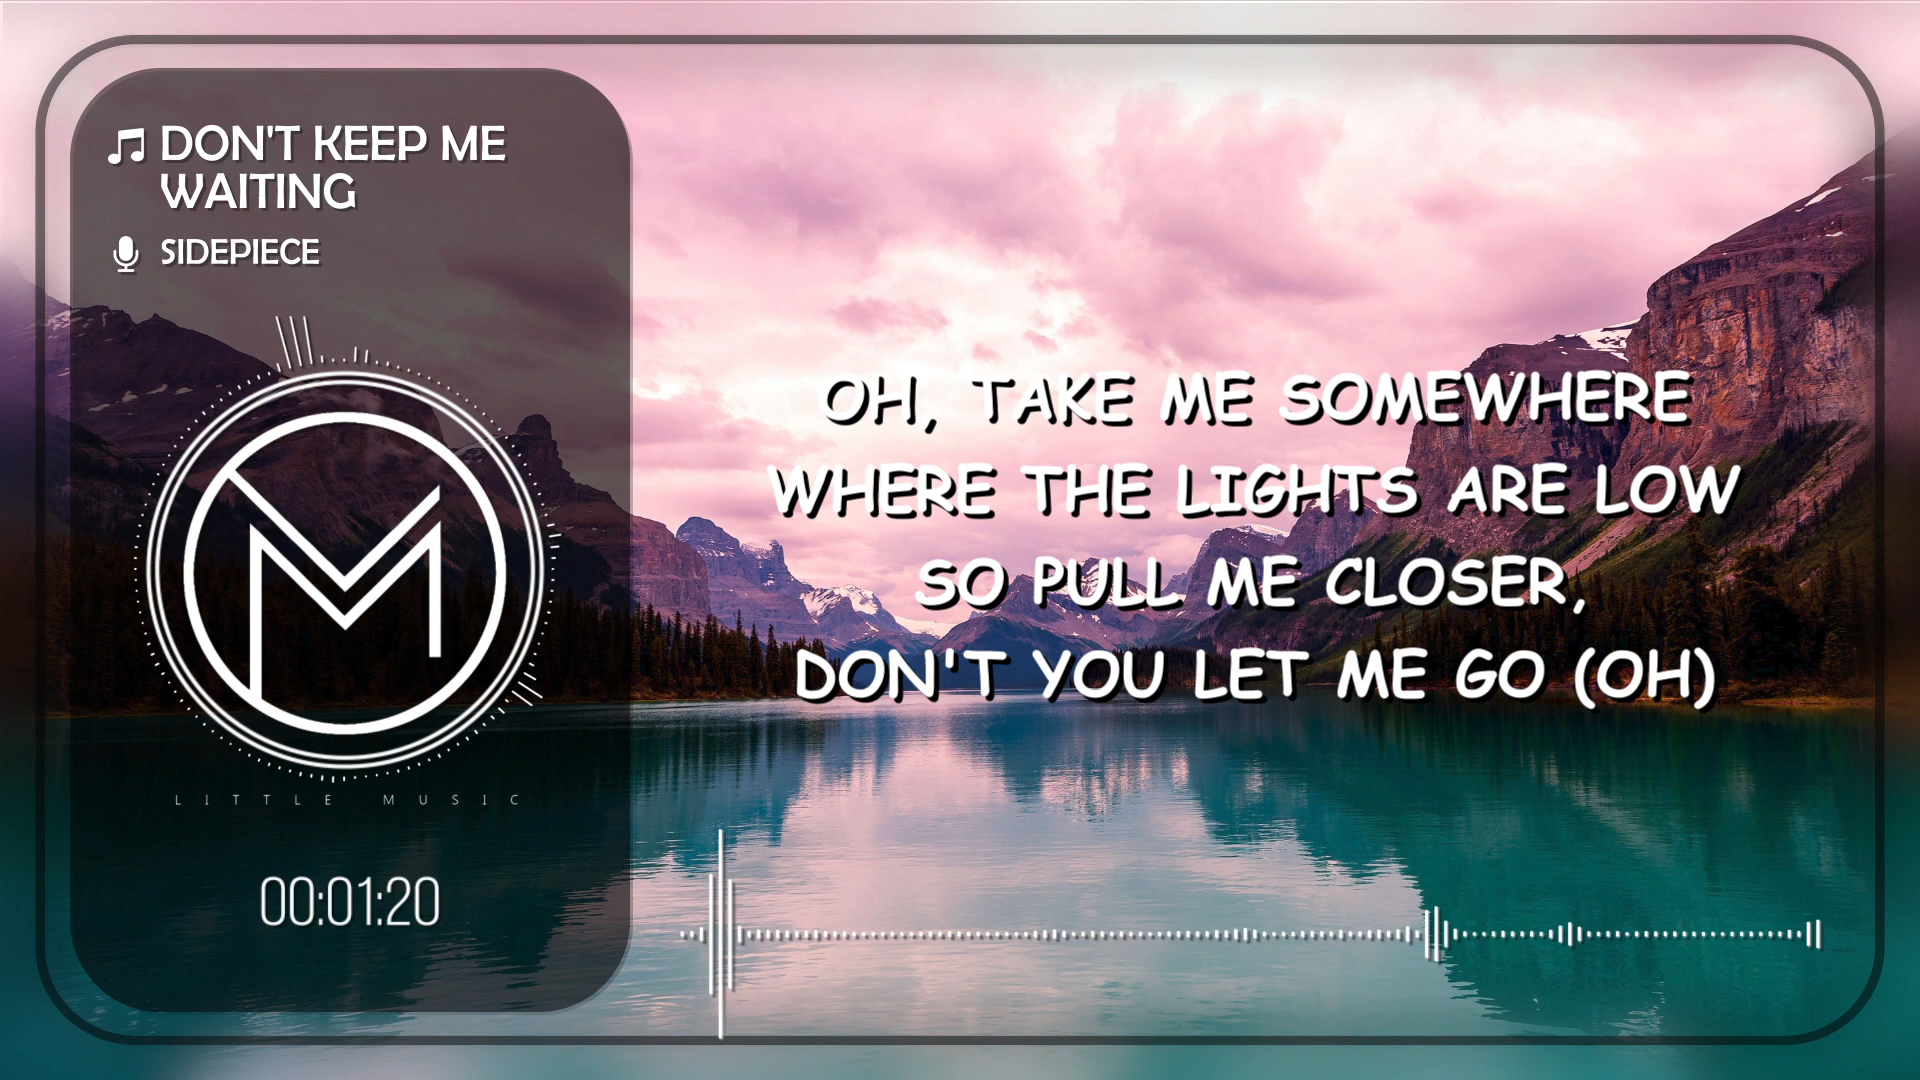 DON'T KEEP ME
WAITING
SIDEPIECE
LITTLE MUSIC
00:01:20
OH, TAKE ME SOMEWHERE
WHERE THE LIGHTS ARE LOW
SO PULL ME CLOSER,
DON'T YOU LET ME GO (OH)